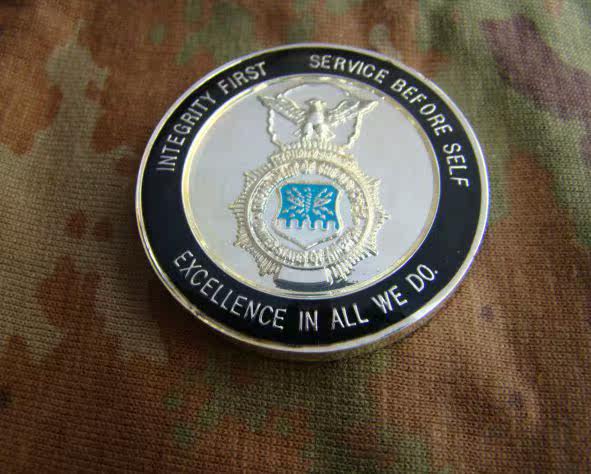 INTEGRITY FIRST
SERVICE BEFORE SELF
EXCELLENCE IN ALL WE DO.